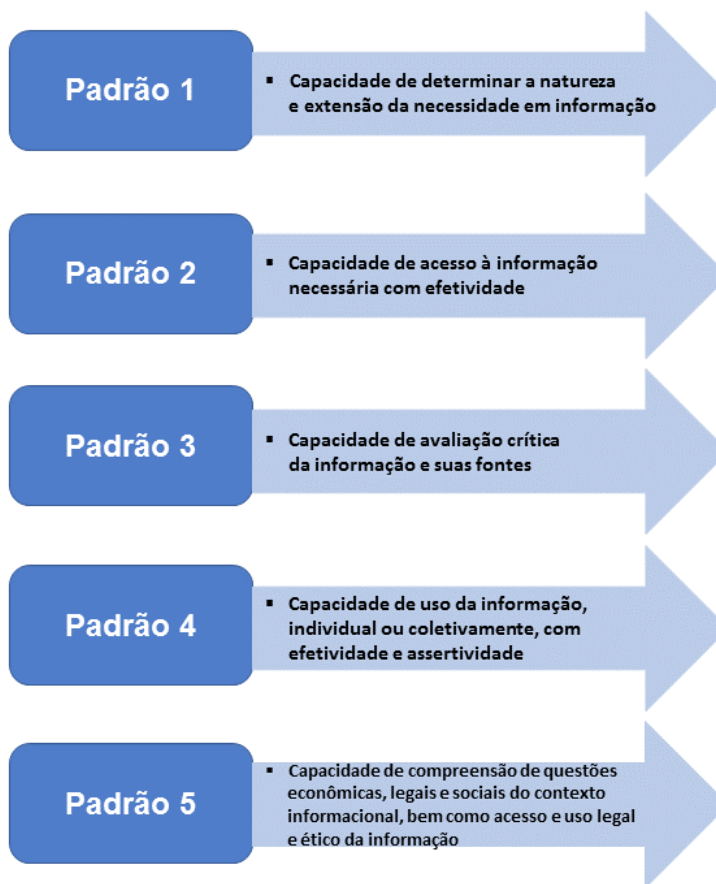 Padrão 1
▪ Capacidade de determinar a natureza
e extensão da necessidade em informação
Padrão 2
▪ Capacidade de acesso à informação
necessária com efetividade
Padrão 3
▪ Capacidade de avaliação crítica
da informação e suas fontes
Padrão 4
▪ Capacidade de uso da informação,
individual ou coletivamente, com
efetividade e assertividade
Padrão 5
▪ Capacidade de compreensão de questões
econômicas, legais e sociais do contexto
informacional, bem como acesso e uso legal
e ético da informação